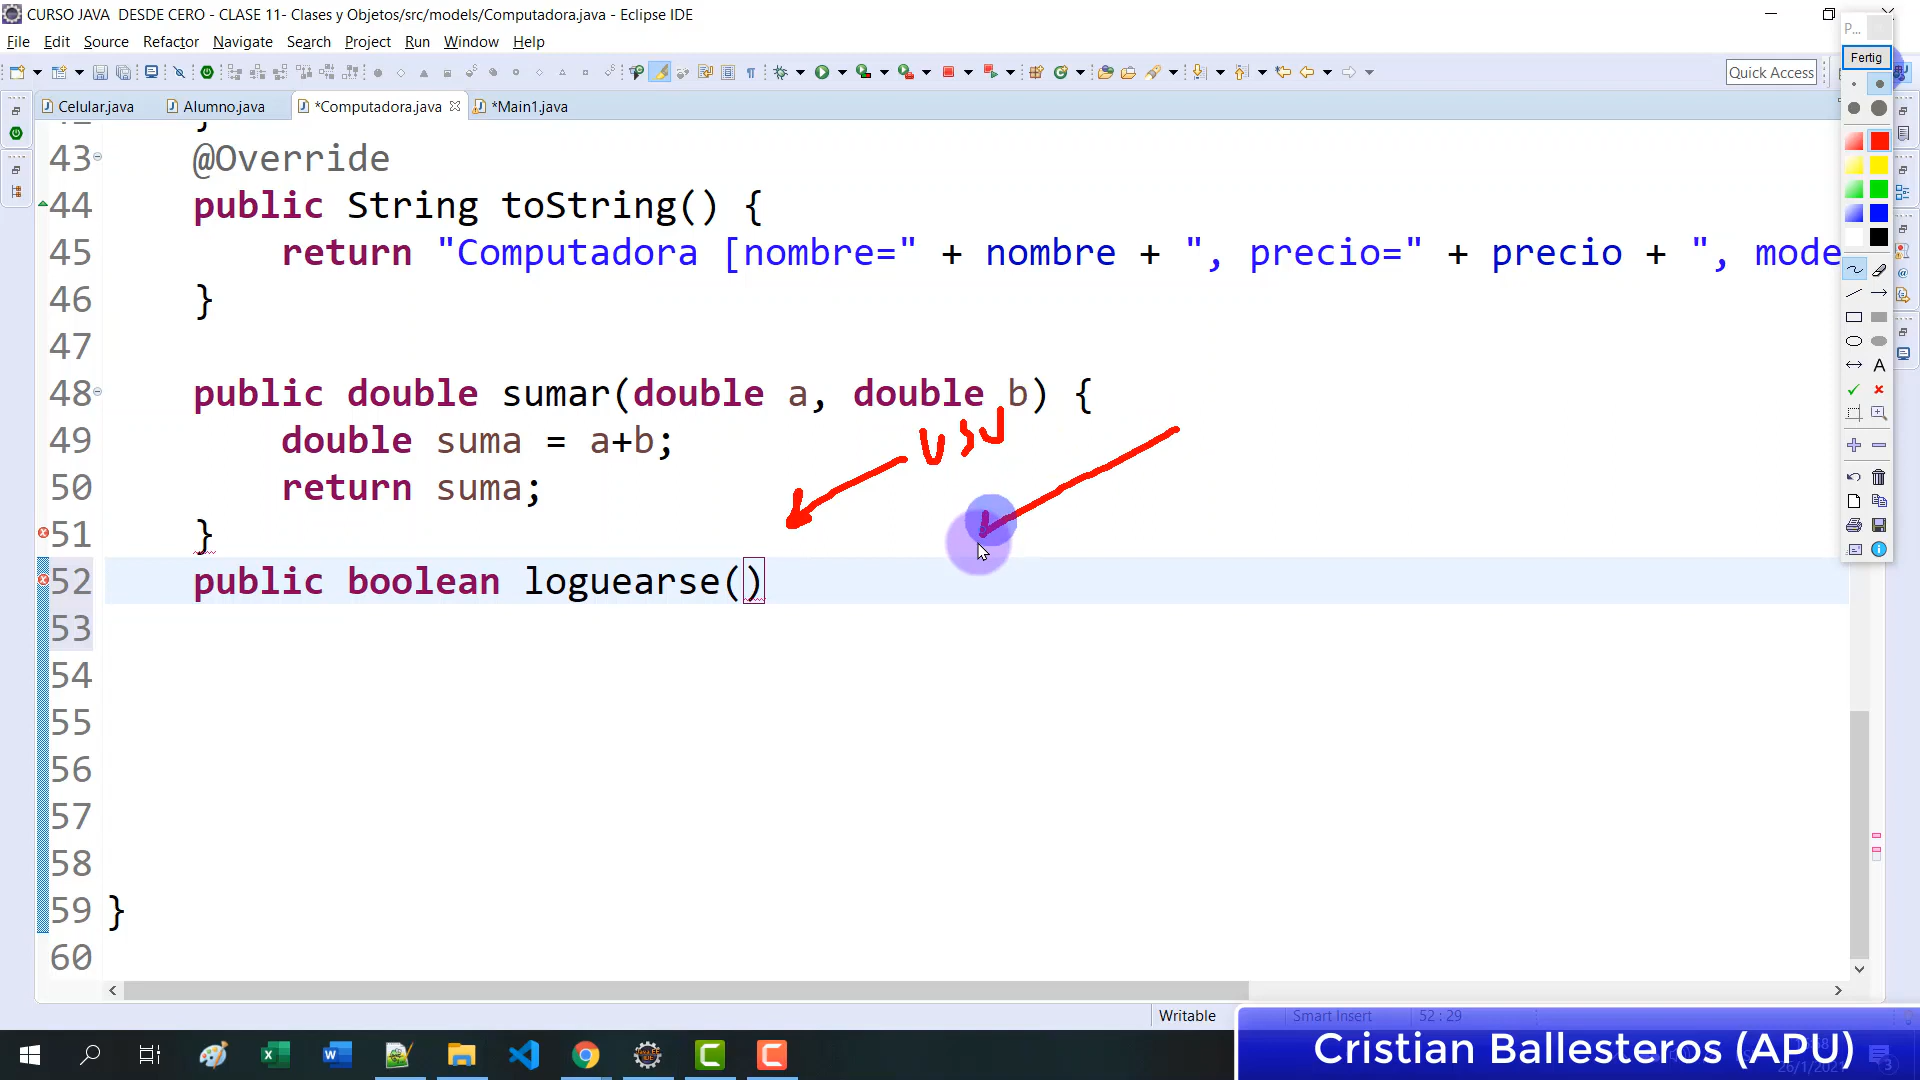 CURSO JAVA DESDE CERO - CLASE 11- Clases y Objetos/src/models/Computadora.java - Eclipse IDE
File Edit Source Refactor Navigate Search Project Run Window Help
Quick Access
P...
Fertig
Celular.java Alumno.java *Computadora.java *Main1.java
43 @Override
44 public String toString() {
45 return "Computadora [nombre=" + nombre + ", precio=" + precio + ", mode
46 }
47
48 public double sumar(double a, double b) {
49 double suma = a+b;
50 return suma;
51 }
52 public boolean loguearse()
53
54
55
56
57
58
59 }
60
usu
Writable Smart Insert 52 : 29
Cristian Ballesteros (APU)
26/1/2021